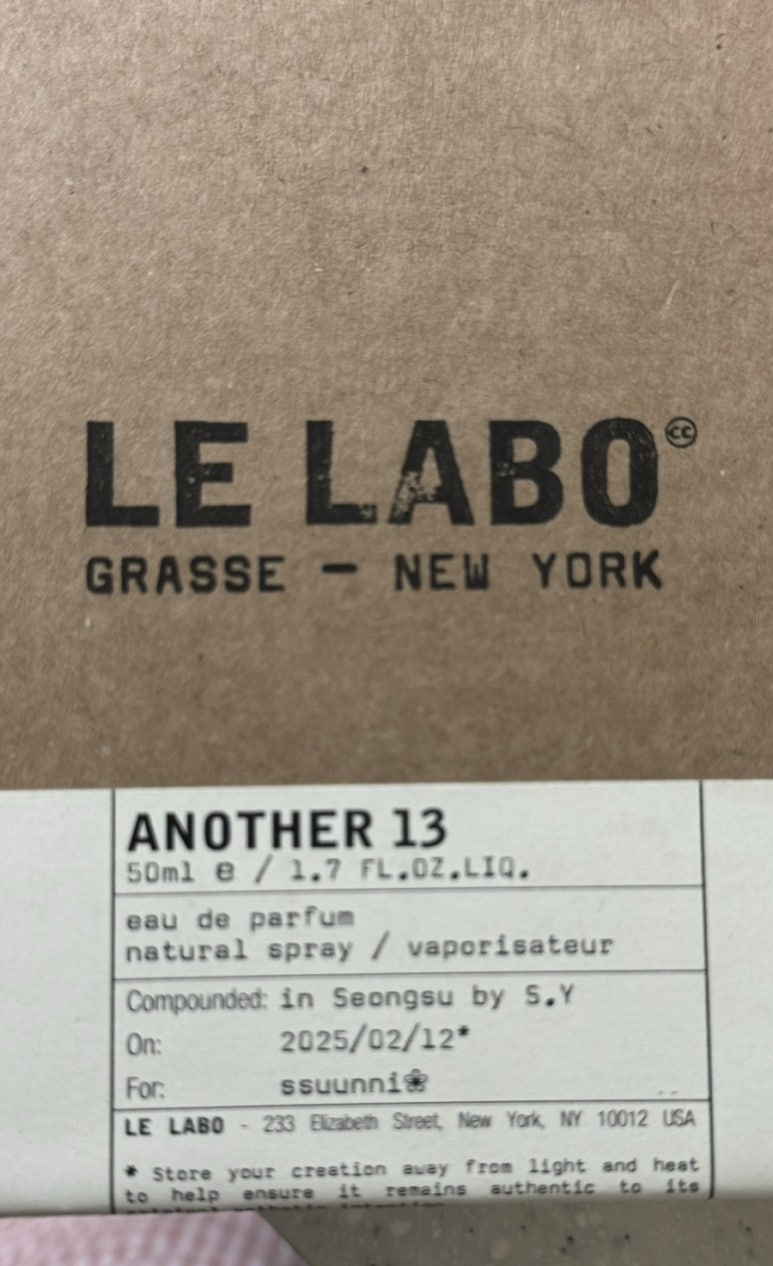 LE LABO
GRASSE — NEW YORK
ANOTHER 13
50ml e / 1.7 FL.OZ.LIQ.
eau de parfum
natural spray / vaporisateur
Compounded: in Seongsu by S.Y
On: 2025/02/12*
For: ssuunni❀
LE LABO - 233 Elizabeth Street, New York, NY 10012 USA
* Store your creation away from light and heat
to help ensure it remains authentic to its